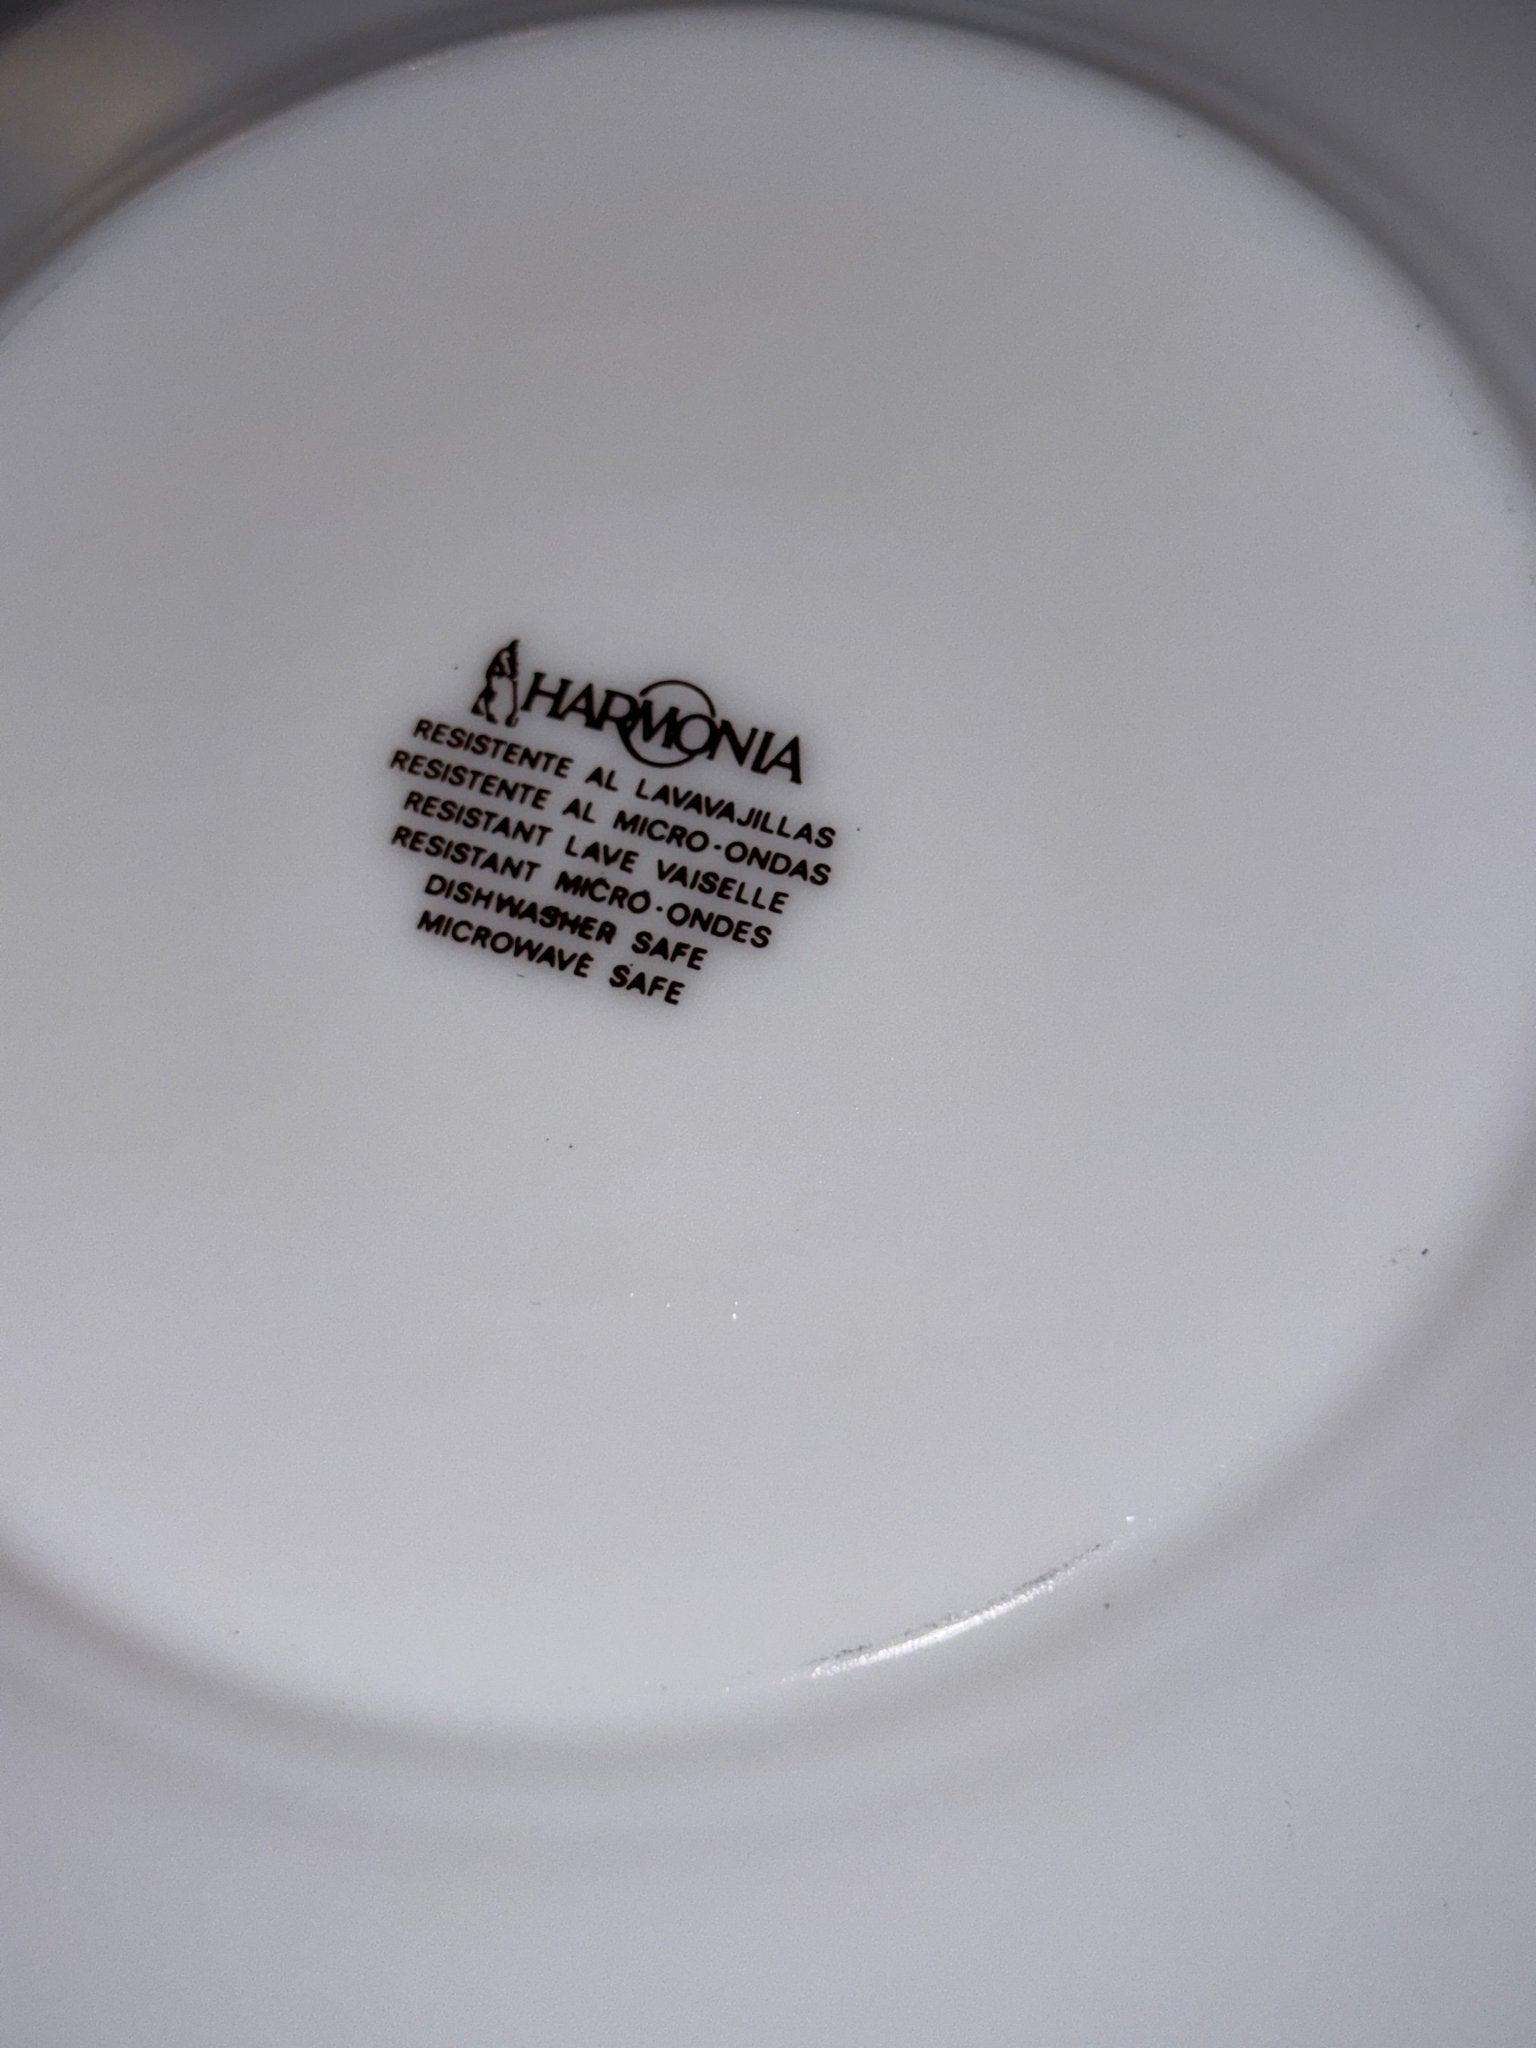 HARMONIA
RESISTENTE AL LAVAVAJILLAS
RESISTENTE AL MICRO-ONDAS
RESISTANT LAVE VAISELLE
RESISTANT MICRO-ONDES
DISHWASHER SAFE
MICROWAVE SAFE